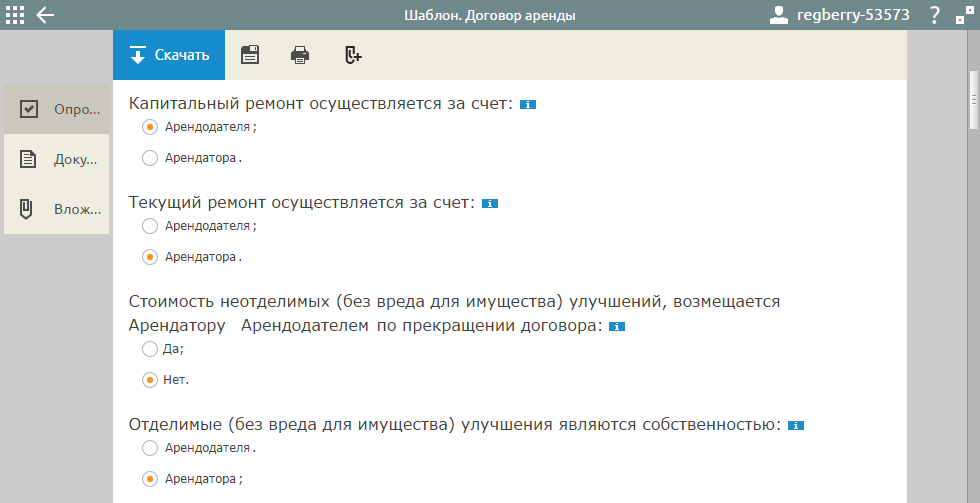 Шаблон. Договор аренды
regberry-53573
?
Скачать
Опро...
Доку...
Влож...
Капитальный ремонт осуществляется за счет: i
Арендодателя;
Арендатора.
Текущий ремонт осуществляется за счет: i
Арендодателя;
Арендатора.
Стоимость неотделимых (без вреда для имущества) улучшений, возмещается
Арендатору Арендодателем по прекращении договора: i
Да;
Нет.
Отделимые (без вреда для имущества) улучшения являются собственностью: i
Арендодателя.
Арендатора;